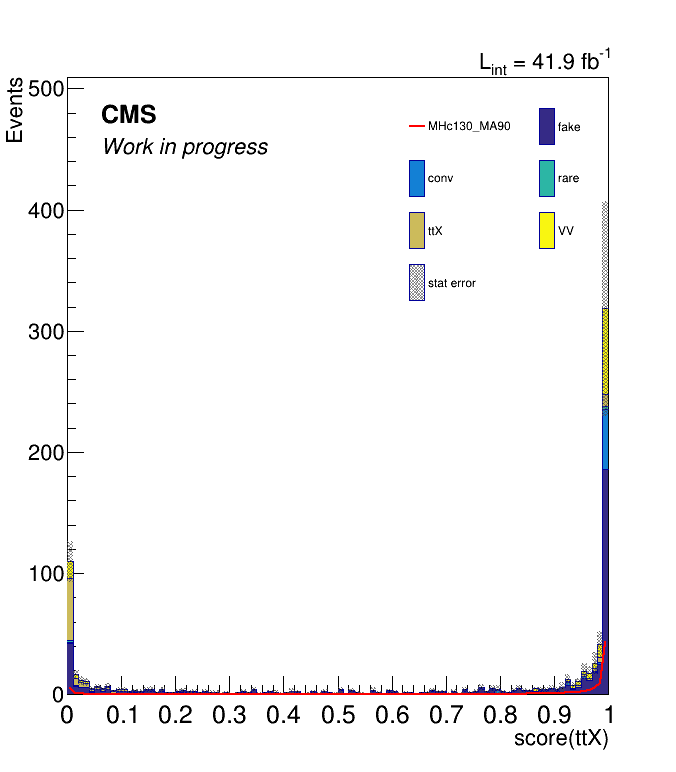 L_int = 41.9 fb^-1
Events
500
400
300
200
100
0
CMS
Work in progress
MHc130_MA90
fake
conv
rare
ttX
VV
stat error
0 0.1 0.2 0.3 0.4 0.5 0.6 0.7 0.8 0.9 1
score(ttX)